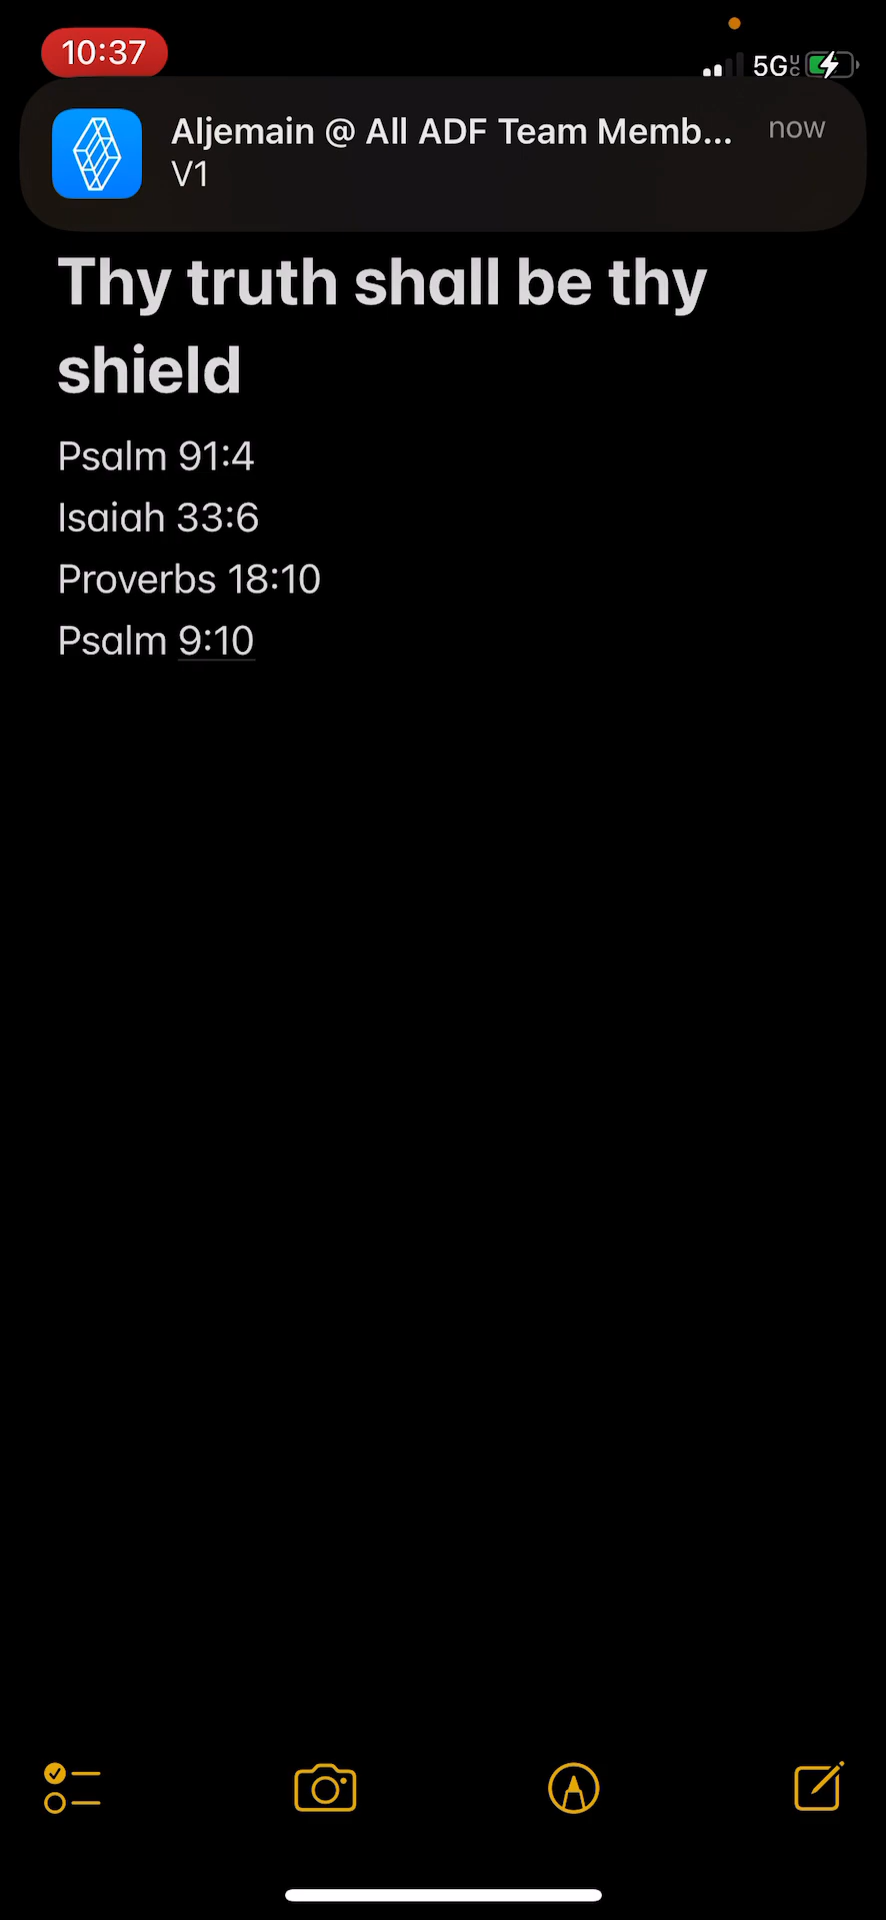 10:37
5G UC
Aljemain @ All ADF Team Memb...
now
V1
Thy truth shall be thy
shield
Psalm 91:4
Isaiah 33:6
Proverbs 18:10
Psalm 9:10